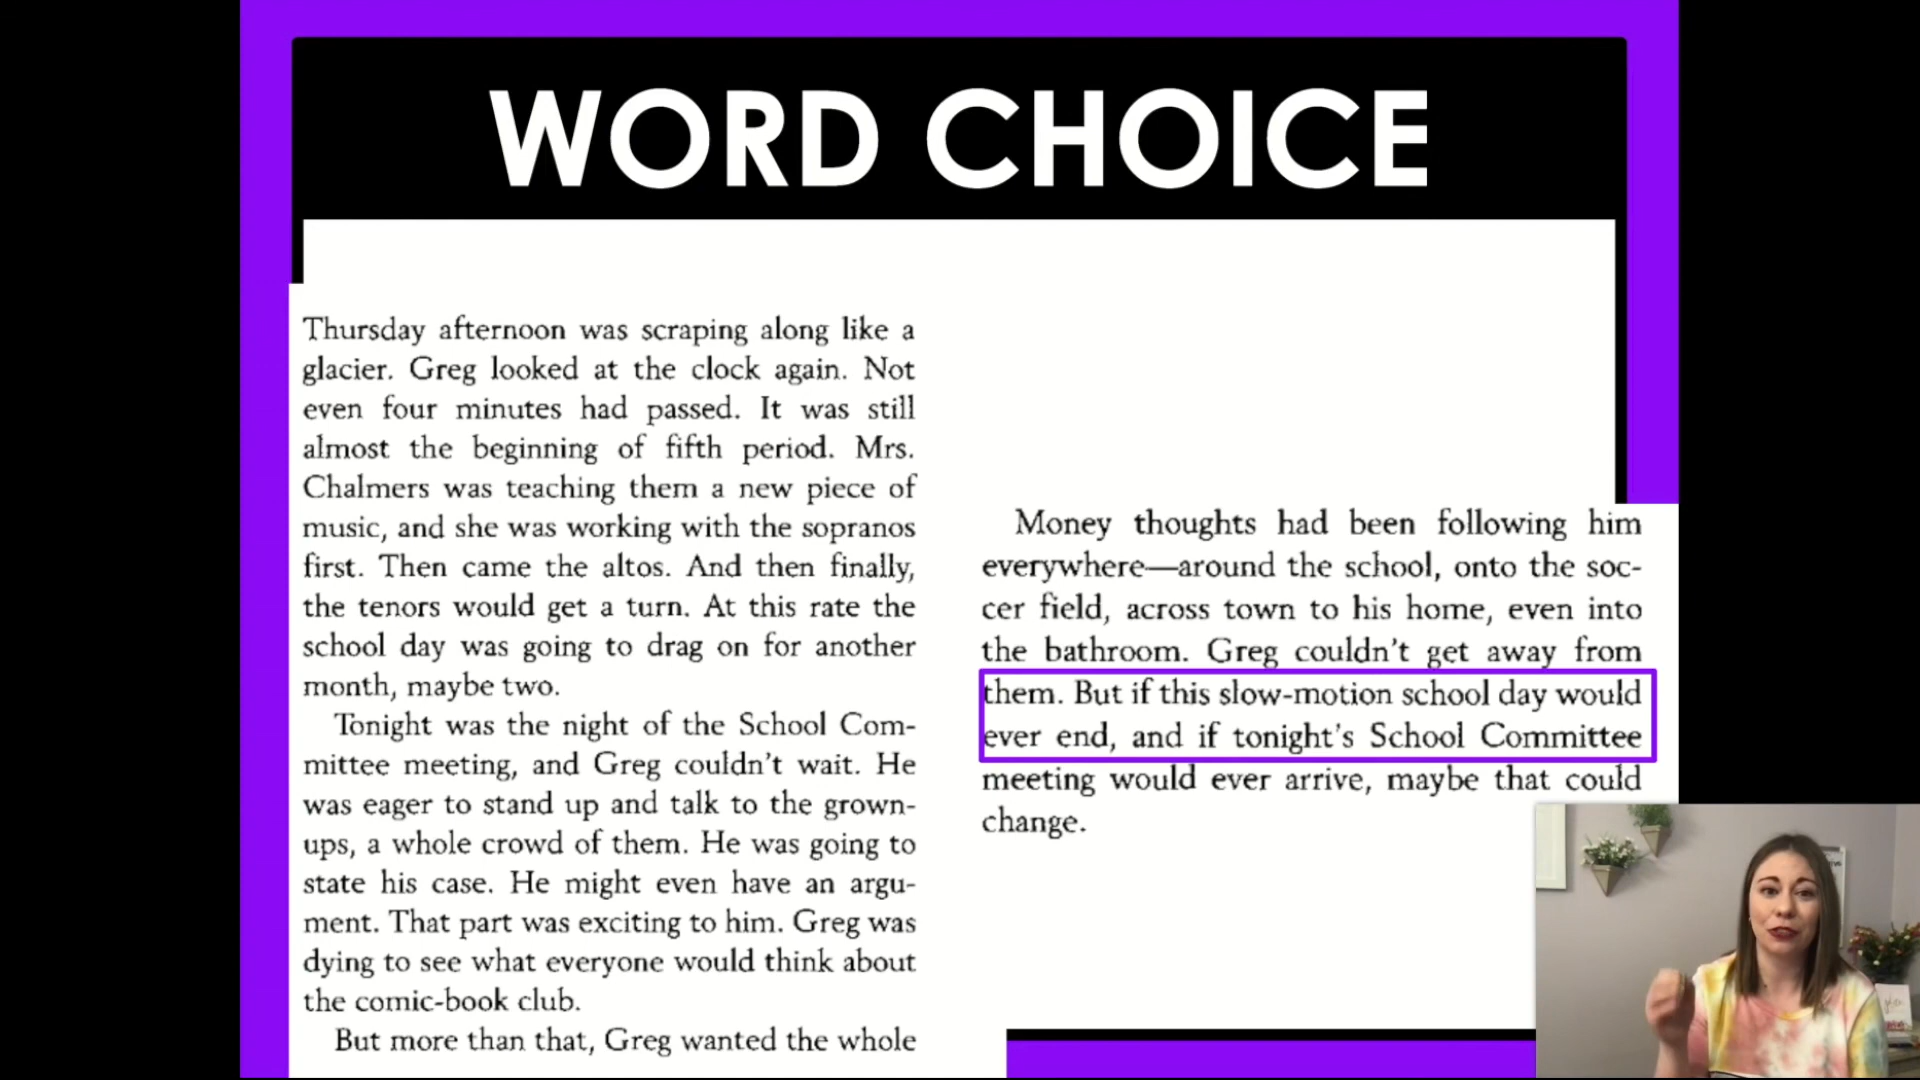 WORD CHOICE
Thursday afternoon was scraping along like a
glacier. Greg looked at the clock again. Not
even four minutes had passed. It was still
almost the beginning of fifth period. Mrs.
Chalmers was teaching them a new piece of
music, and she was working with the sopranos
first. Then came the altos. And then finally,
the tenors would get a turn. At this rate the
school day was going to drag on for another
month, maybe two.
Tonight was the night of the School Com-
mittee meeting, and Greg couldn't wait. He
was eager to stand up and talk to the grown-
ups, a whole crowd of them. He was going to
state his case. He might even have an argu-
ment. That part was exciting to him. Greg was
dying to see what everyone would think about
the comic-book club.
But more than that, Greg wanted the whole
Money thoughts had been following him
everywhere—around the school, onto the soc-
cer field, across town to his home, even into
the bathroom. Greg couldn't get away from
them. But if this slow-motion school day would
ever end, and if tonight's School Committee
meeting would ever arrive, maybe that could
change.